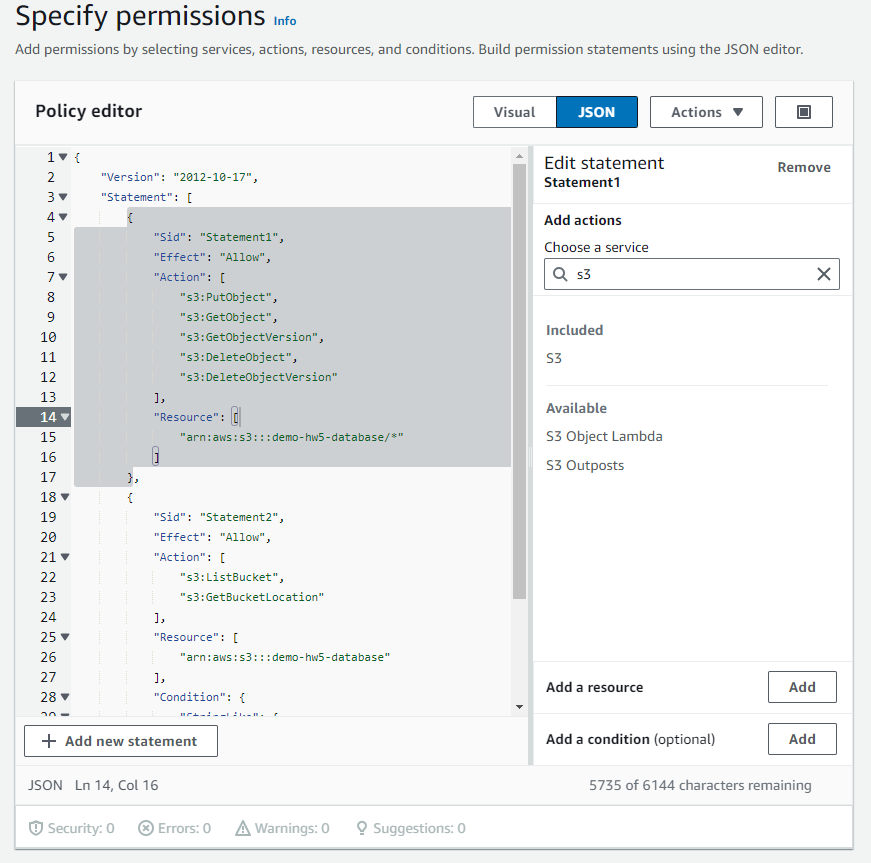 Specify permissions Info
Add permissions by selecting services, actions, resources, and conditions. Build permission statements using the JSON editor.
Policy editor
Visual
JSON
Actions
1 {
2 "Version": "2012-10-17",
3 "Statement": [
4 {
5 "Sid": "Statement1",
6 "Effect": "Allow",
7 "Action": [
8 "s3:PutObject",
9 "s3:GetObject",
10 "s3:GetObjectVersion",
11 "s3:DeleteObject",
12 "s3:DeleteObjectVersion"
13 ],
14 "Resource": [
15 "arn:aws:s3:::demo-hw5-database/*"
16 ]
17 },
18 {
19 "Sid": "Statement2",
20 "Effect": "Allow",
21 "Action": [
22 "s3:ListBucket",
23 "s3:GetBucketLocation"
24 ],
25 "Resource": [
26 "arn:aws:s3:::demo-hw5-database"
27 ],
28 "Condition": {
29 "StringLike": {
+ Add new statement
Edit statement
Statement1
Remove
Add actions
Choose a service
s3
Included
S3
Available
S3 Object Lambda
S3 Outposts
Add a resource
Add
Add a condition (optional)
Add
JSON Ln 14, Col 16
5735 of 6144 characters remaining
Security: 0 Errors: 0 Warnings: 0 Suggestions: 0